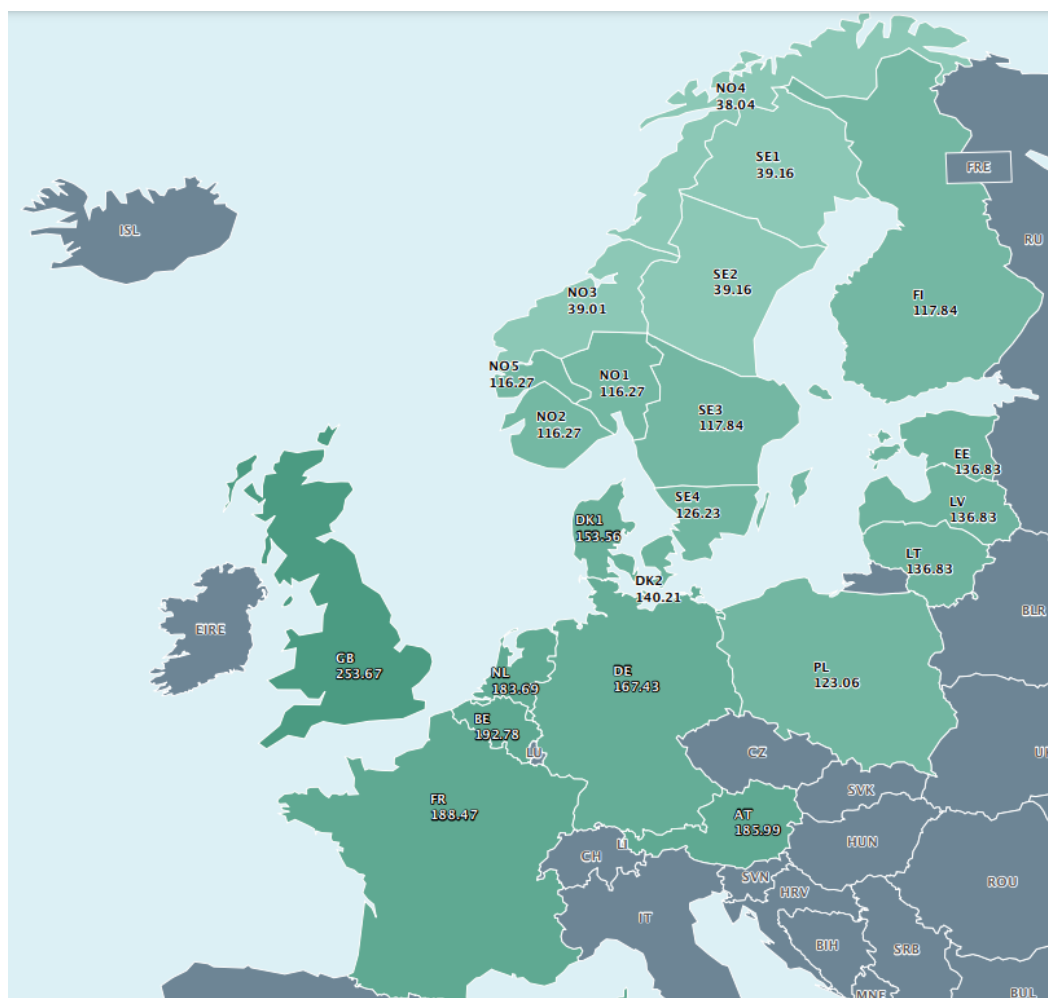 NO4
38.04
SE1
39.16
FRE
ISL
RU
SE2
39.16
NO3
39.01
FI
117.84
NO5
116.27
NO1
116.27
NO2
116.27
SE3
117.84
EE
136.83
SE4
126.23
LV
136.83
DK1
153.56
LT
136.83
DK2
140.21
BLR
EIRE
GB
253.67
NL
183.69
DE
167.43
PL
123.06
BE
192.78
LU
CZ
SVK
FR
188.47
AT
185.99
HUN
LI
CH
SVN
HRV
ROU
IT
BIH
SRB
MNE
BUL